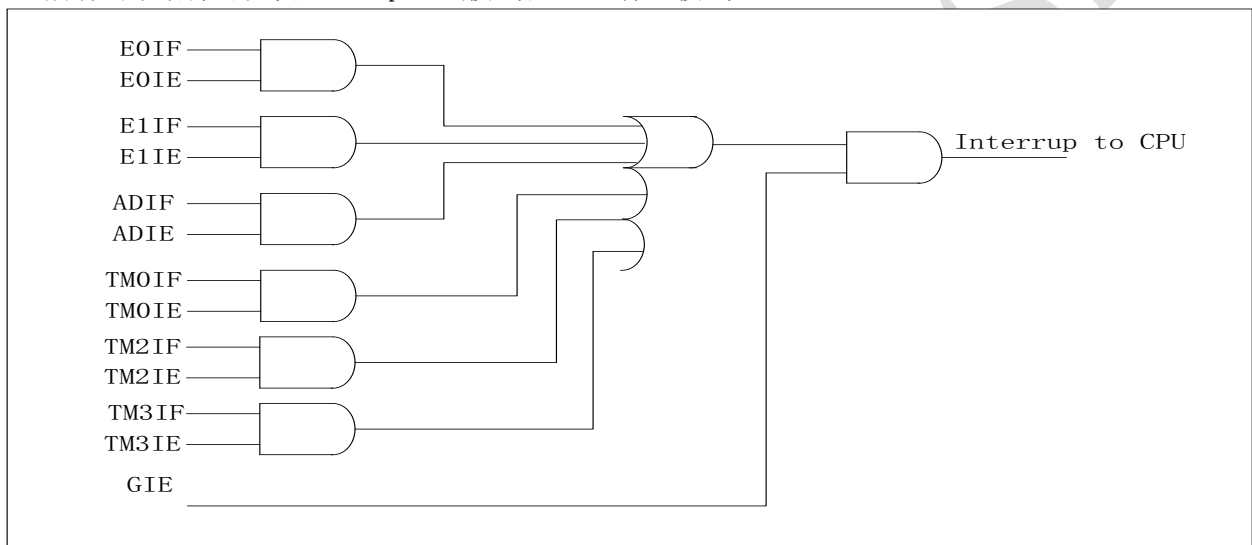 E0IF
E0IE
E1IF
E1IE
Interrup to CPU
ADIF
ADIE
TM0IF
TM0IE
TM2IF
TM2IE
TM3IF
TM3IE
GIE